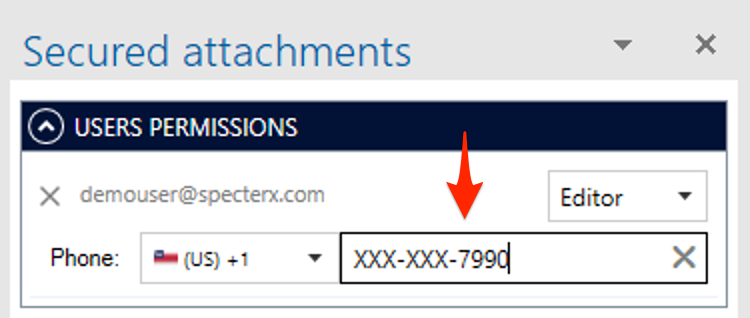 Secured attachments
USERS PERMISSIONS
demouser@specterx.com
Editor
Phone:
(US) +1
XXX-XXX-7990